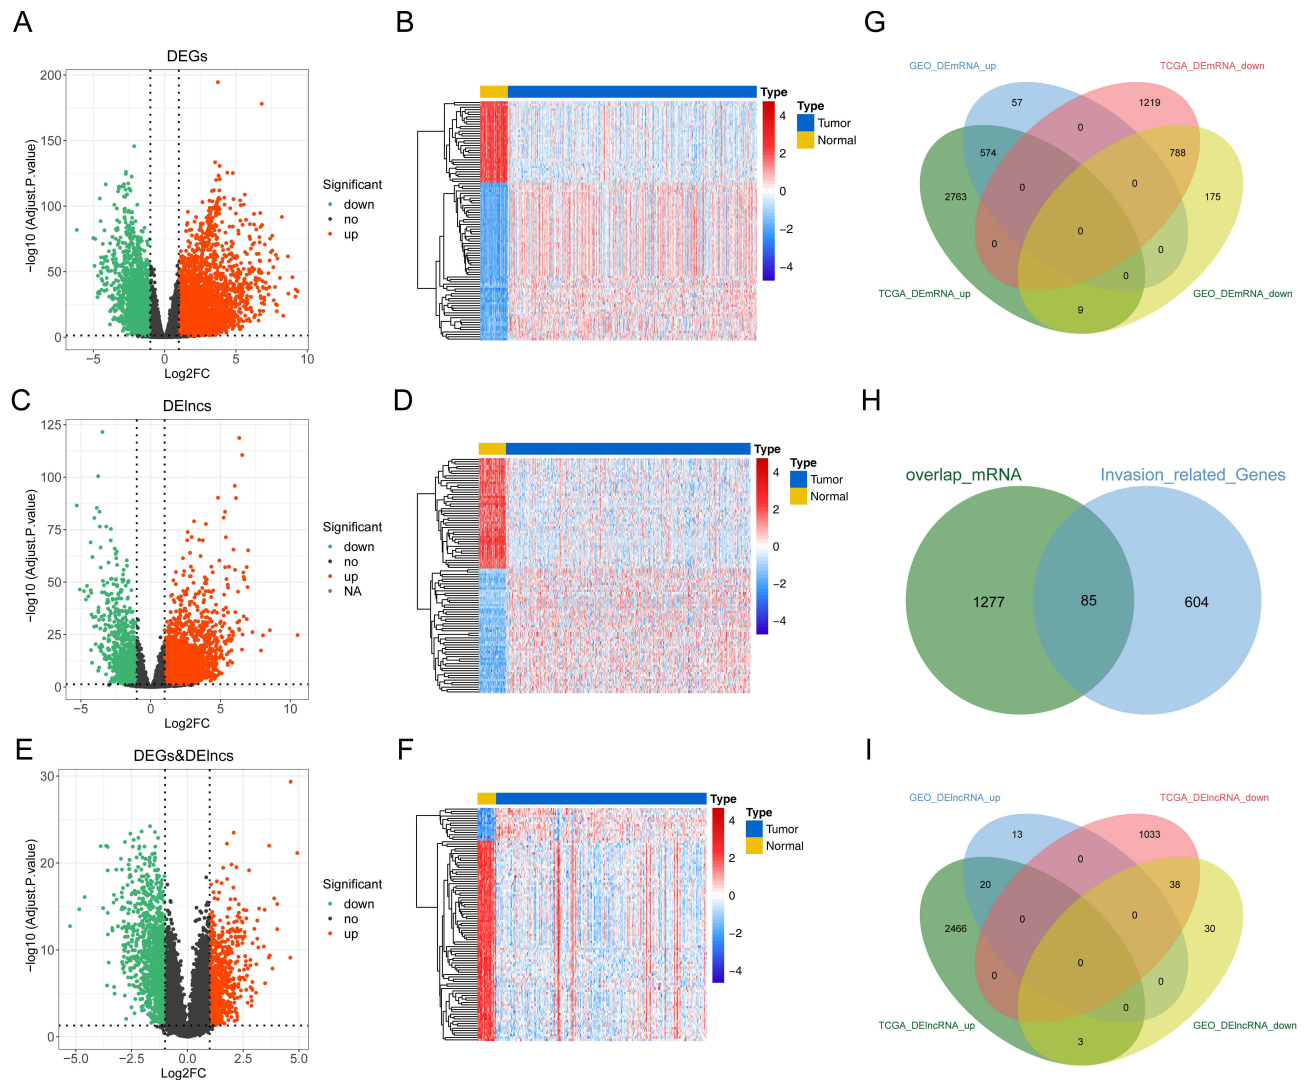 A
DEGs
200
150
100
50
0
−5
0
5
10
−log10 (Adjust.P.value)
Log2FC
Significant
down
no
up
B
Type
4
2
0
−2
−4
Type
Tumor
Normal
G
GEO_DEmRNA_up
TCGA_DEmRNA_down
57
1219
0
574
788
0
0
2763
175
0
0
0
0
TCGA_DEmRNA_up
GEO_DEmRNA_down
9
C
DElncs
125
100
75
50
25
0
−5
0
5
10
−log10 (Adjust.P.value)
Log2FC
Significant
down
no
up
NA
D
Type
4
2
0
−2
−4
Type
Tumor
Normal
H
overlap_mRNA
Invasion_related_Genes
1277
85
604
E
DEGs&DElncs
30
20
10
0
−5.0
−2.5
0.0
2.5
5.0
−log10 (Adjust.P.value)
Log2FC
Significant
down
no
up
F
Type
4
2
0
−2
−4
Type
Tumor
Normal
I
GEO_DElncRNA_up
TCGA_DElncRNA_down
13
1033
0
20
38
0
0
2466
30
0
0
0
0
TCGA_DElncRNA_up
GEO_DElncRNA_down
3